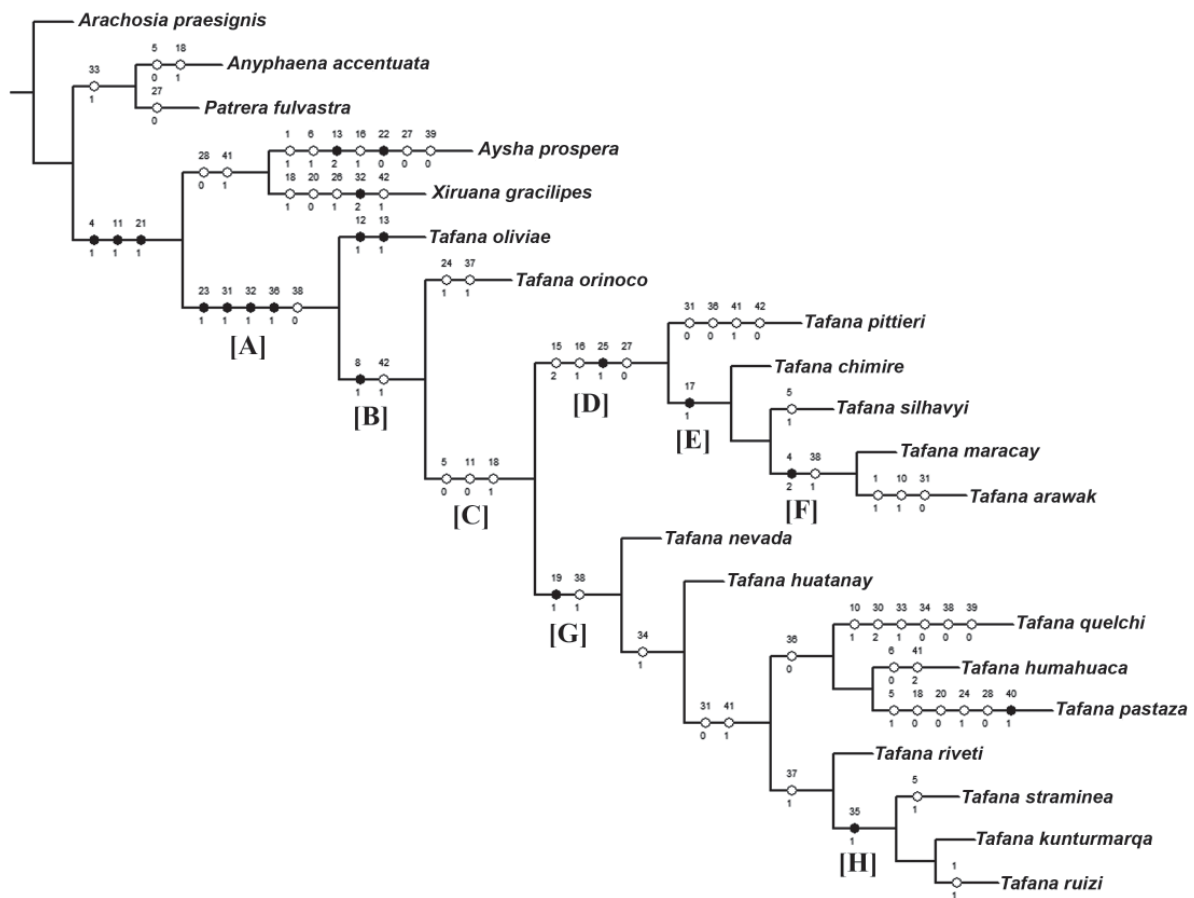 Arachosia praesignis
5 18
33
Anyphaena accentuata
0 1
1
27
Patrera fulvastra
0
1 6 13 16 22 27 39
28 41
Aysha prospera
1 1 2 1 0 0 0
0 1
18 20 26 32 42
Xiruana gracilipes
1 0 1 2 1
4 11 21
12 13
Tafana oliviae
1 1 1
1 1
24 37
Tafana orinoco
1 1
23 31 32 36 38
31 36 41 42
Tafana pittieri
1 1 1 1 0
0 0 1 0
[A]
8 42
15 16 25 27
Tafana chimire
1 1
2 1 1 0
[B]
[D]
17
5
Tafana silhavyi
1
1
[E]
4 38
Tafana maracay
2 1
5 11 18
1 10 31
Tafana arawak
0 0 1
1 1 0
[C]
[F]
Tafana nevada
19 38
Tafana huatanay
1 1
[G]
10 30 33 34 38 39
34
36
Tafana quelchi
1 2 1 0 0 0
1
0
6 41
Tafana humahuaca
0 2
5 18 20 24 28 40
31 41
Tafana pastaza
1 0 0 1 0 1
0 1
Tafana riveti
37
5
Tafana straminea
1
1
35
Tafana kunturmarqa
1
[H]
1
Tafana ruizi
1